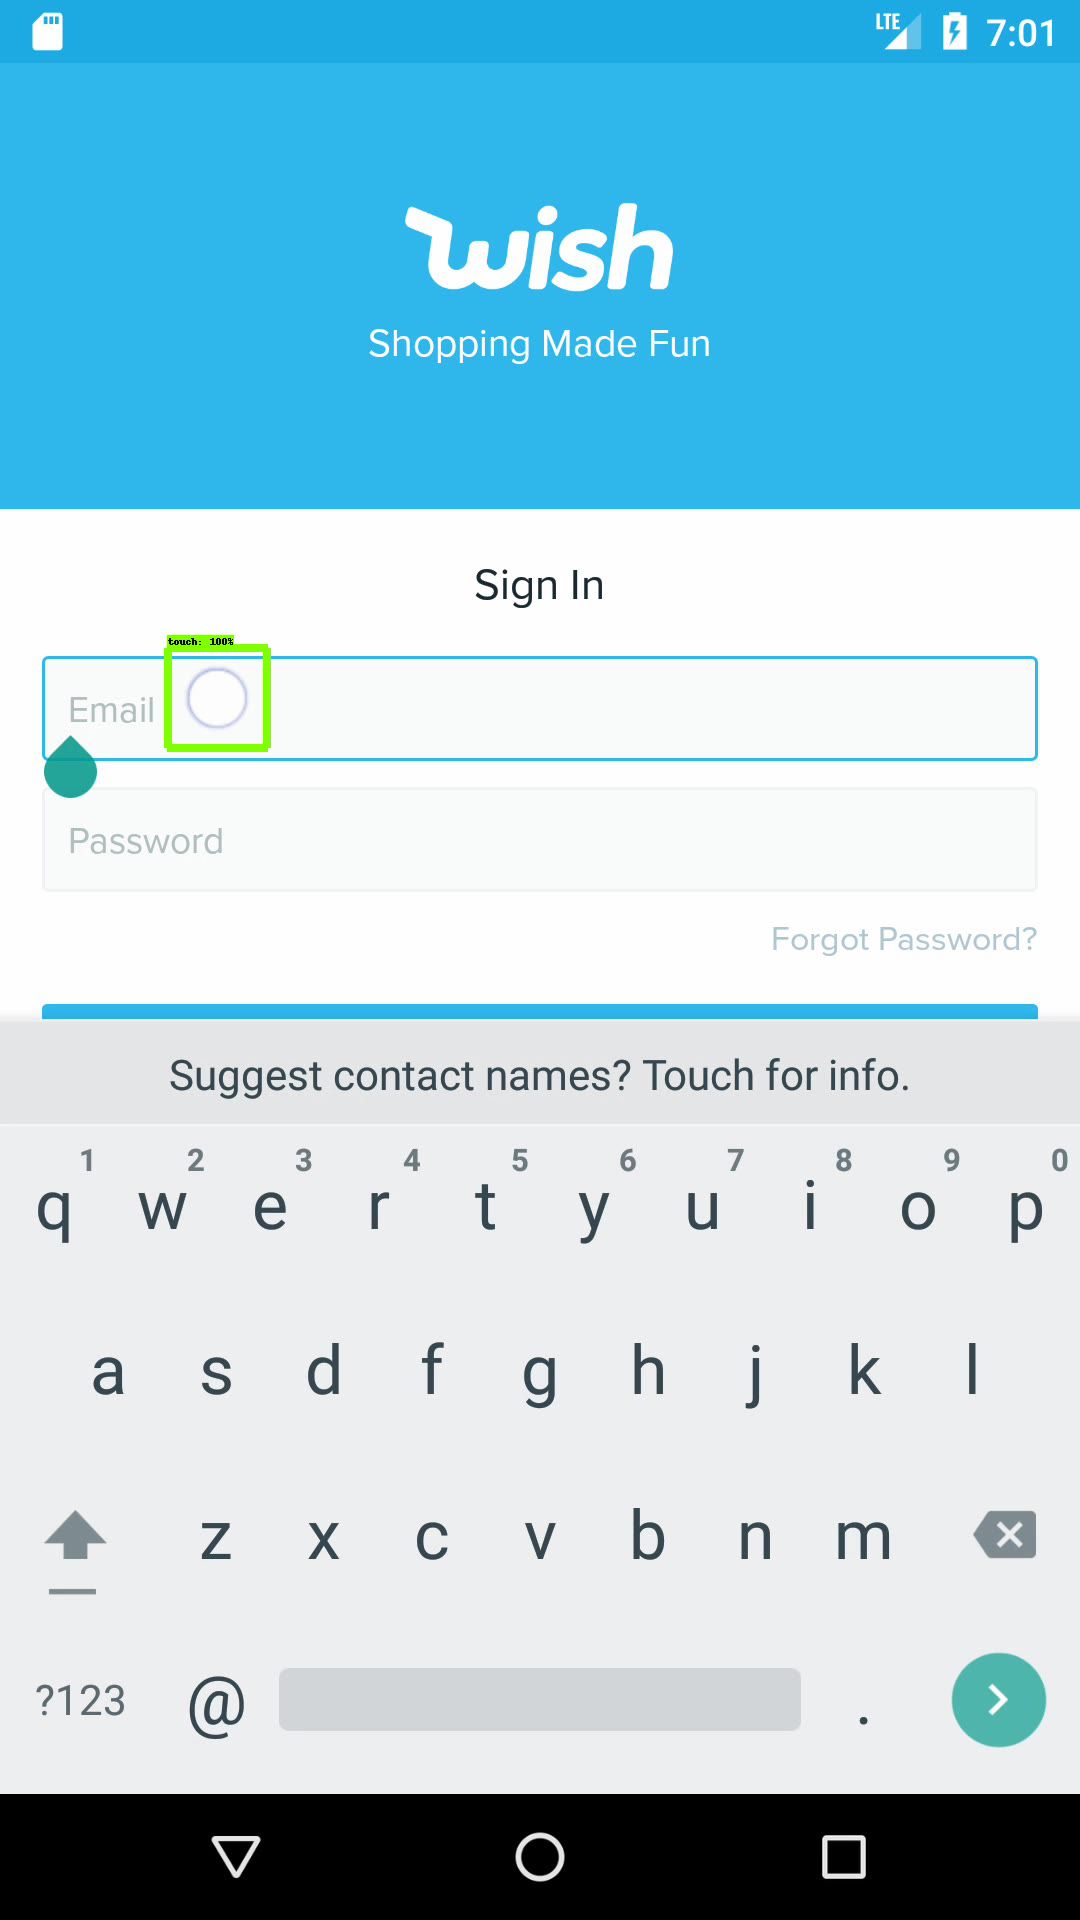 LTE 7:01
wish
Shopping Made Fun
Sign In
touch: 100%
Email
Password
Forgot Password?
Suggest contact names? Touch for info.
1 2 3 4 5 6 7 8 9 0
q w e r t y u i o p
a s d f g h j k l
z x c v b n m
?123 @ .